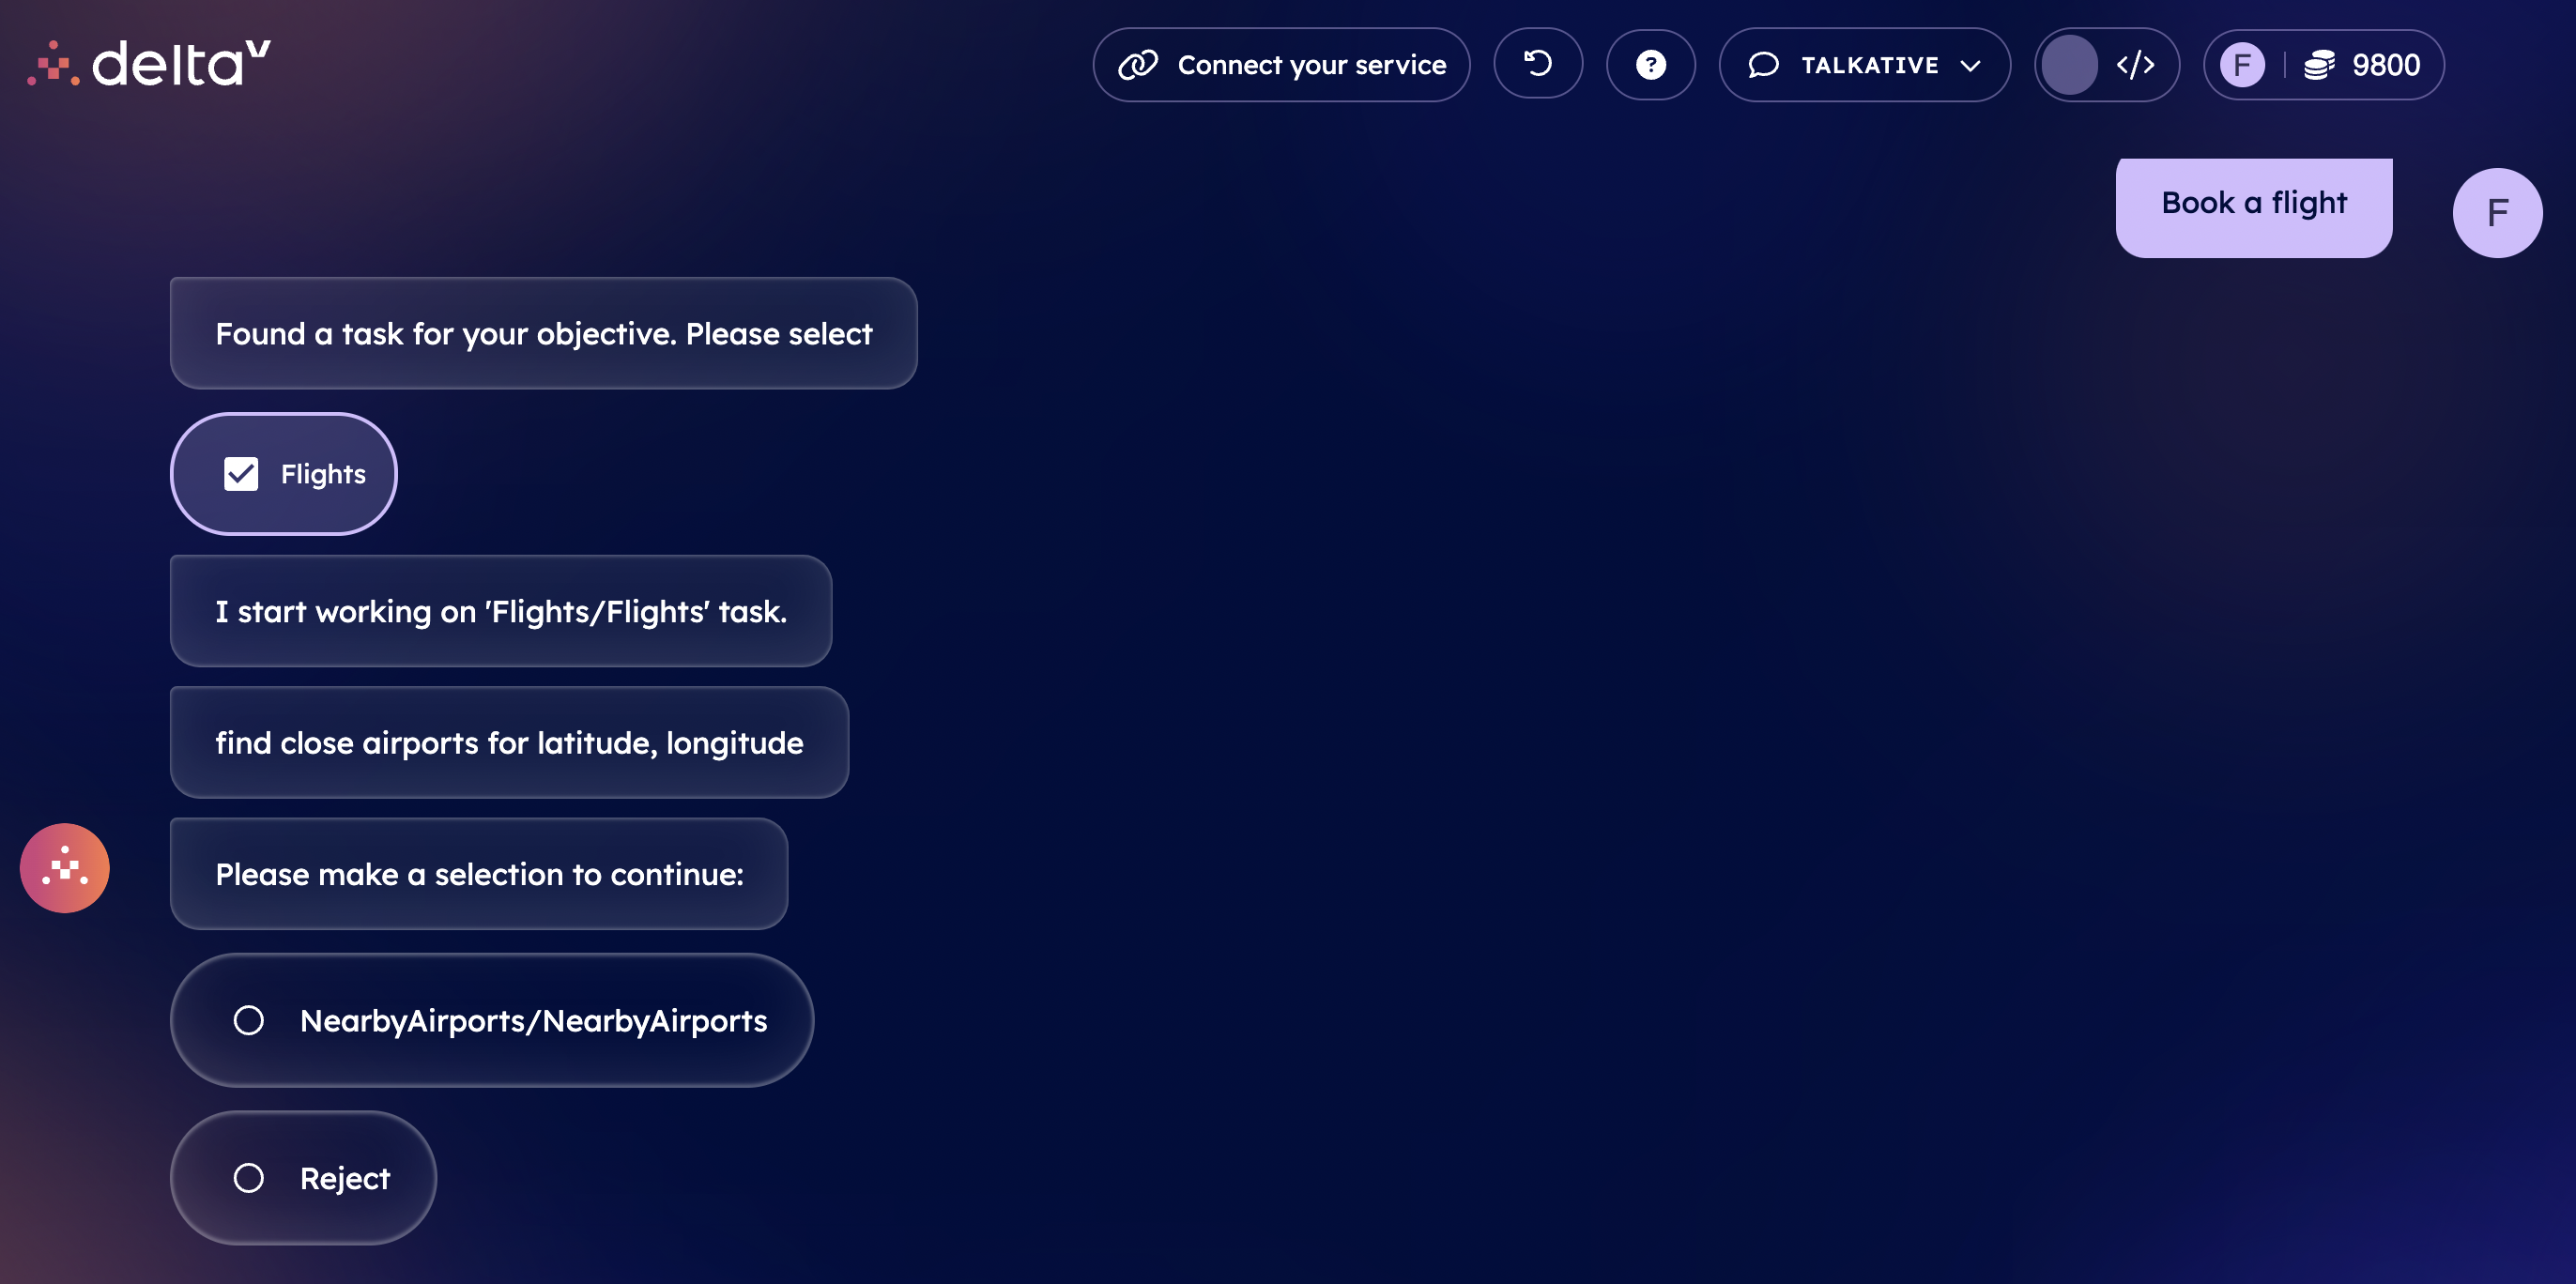 deltaV
Connect your service
?
TALKATIVE
</>
F
9800
Book a flight
F
Found a task for your objective. Please select
Flights
I start working on 'Flights/Flights' task.
find close airports for latitude, longitude
Please make a selection to continue:
NearbyAirports/NearbyAirports
Reject